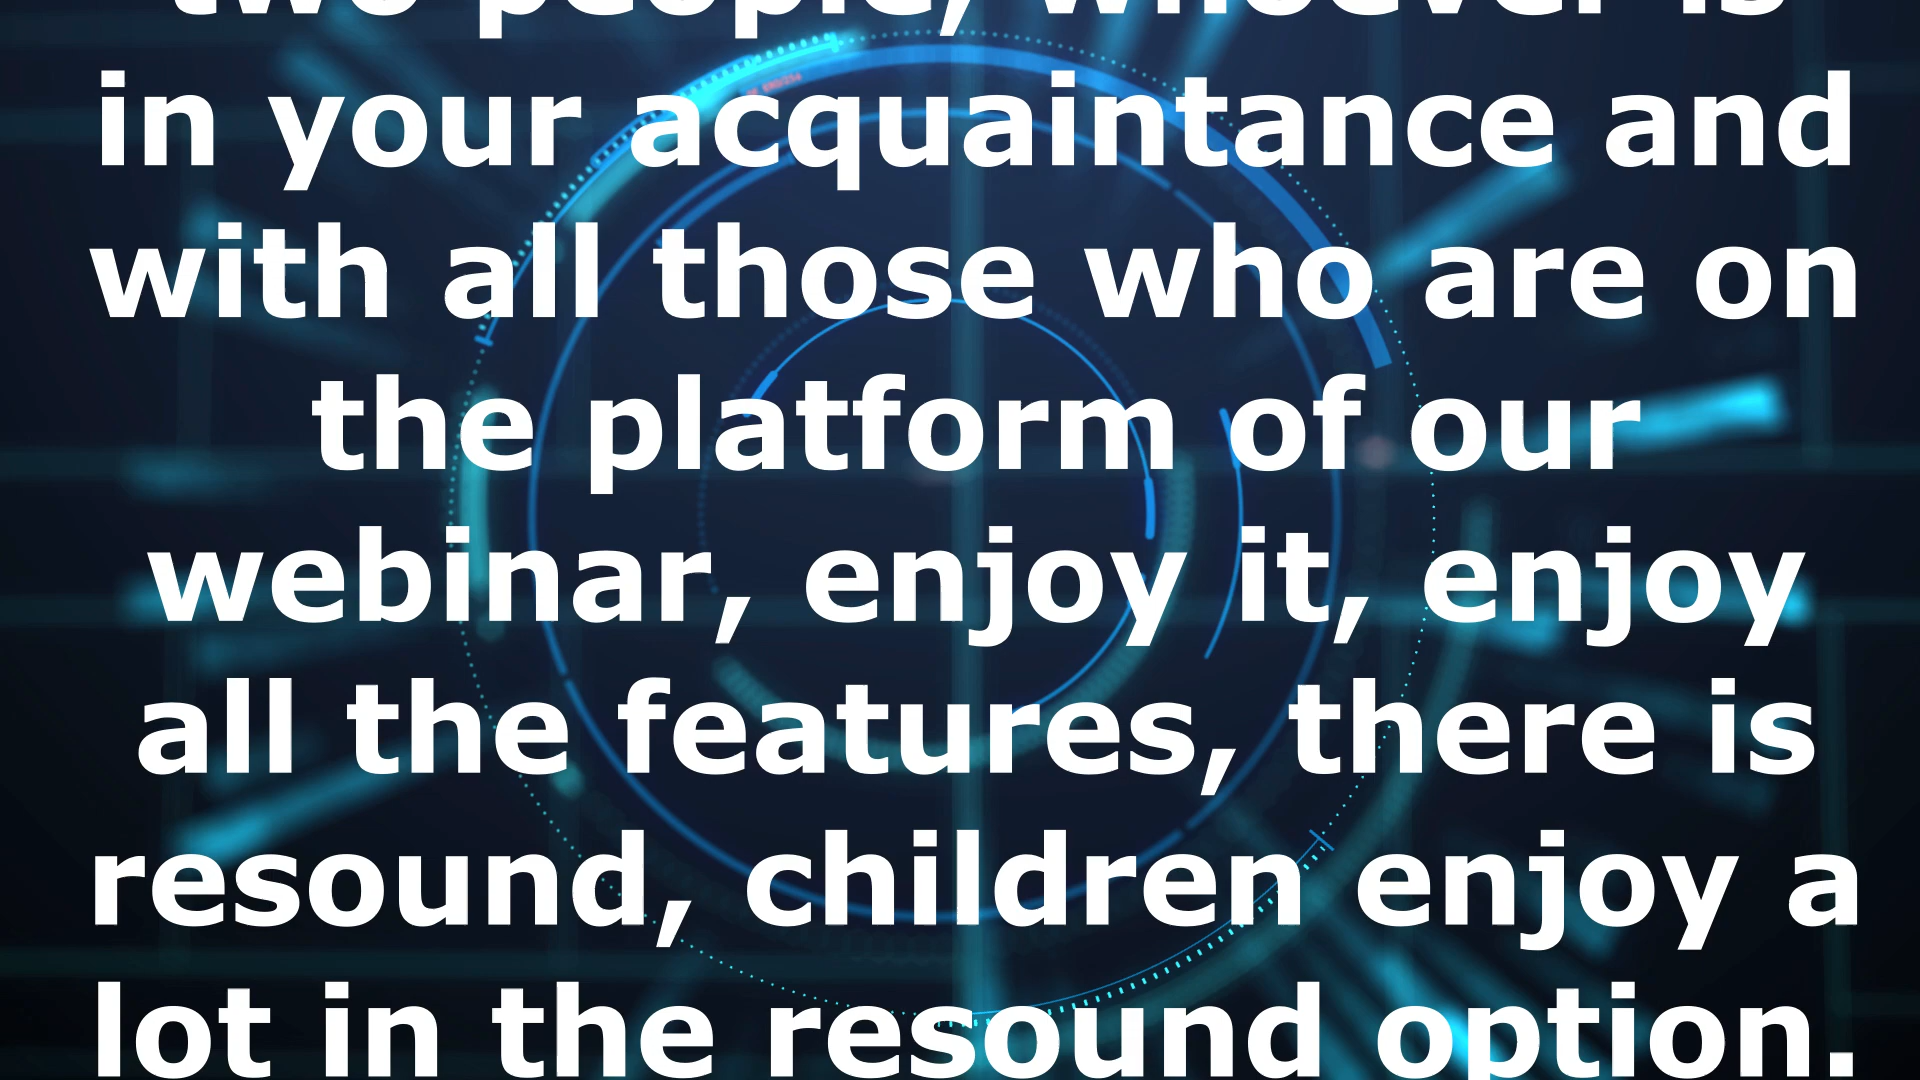 two people, whoever is
in your acquaintance and
with all those who are on
the platform of our
webinar, enjoy it, enjoy
all the features, there is
resound, children enjoy a
lot in the resound option.